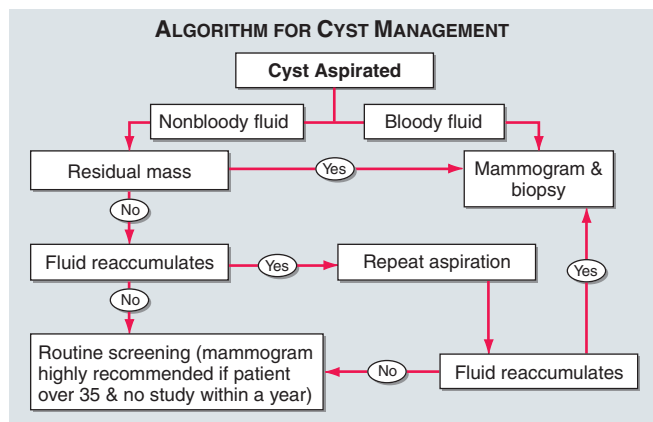 ALGORITHM FOR CYST MANAGEMENT
Cyst Aspirated
Nonbloody fluid
Bloody fluid
Residual mass
Yes
Mammogram &
biopsy
No
Fluid reaccumulates
Yes
Repeat aspiration
Yes
No
Routine screening (mammogram
highly recommended if patient
over 35 & no study within a year)
No
Fluid reaccumulates